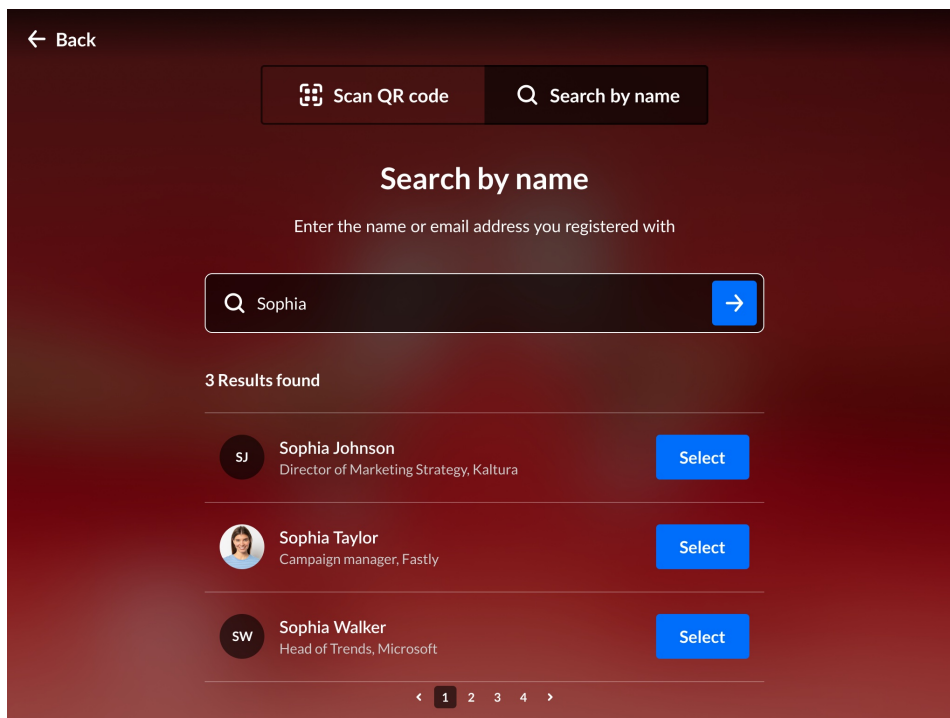 Back
Scan QR code
Search by name
Search by name
Enter the name or email address you registered with
Sophia
3 Results found
SJ
Sophia Johnson
Director of Marketing Strategy, Kaltura
Select
Sophia Taylor
Campaign manager, Fastly
Select
SW
Sophia Walker
Head of Trends, Microsoft
Select
1 2 3 4